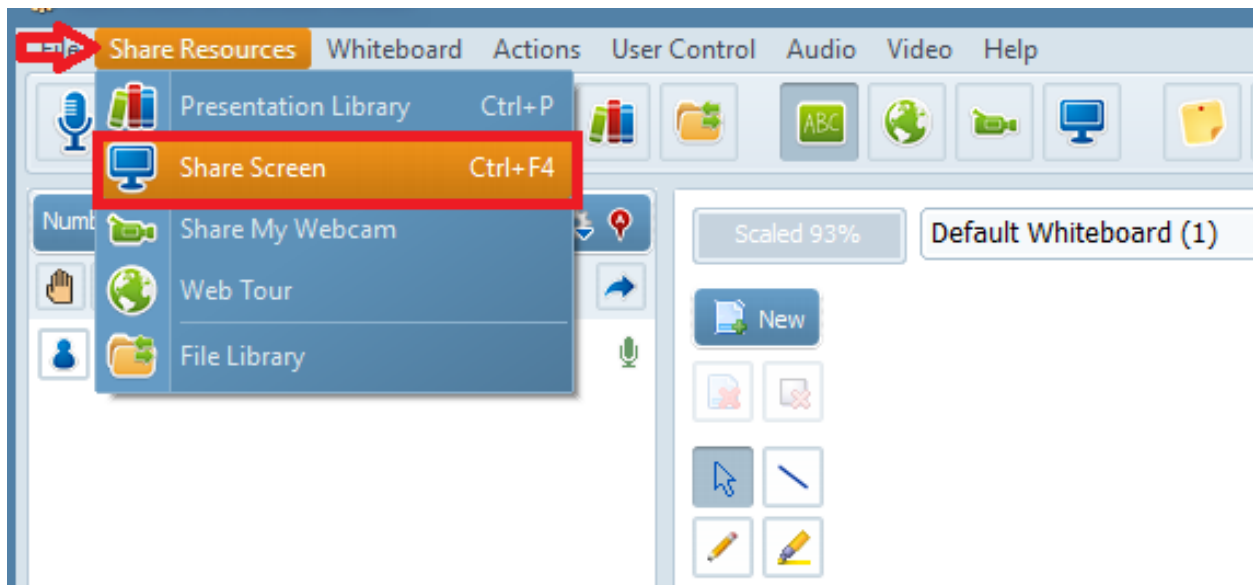 File Share Resources Whiteboard Actions User Control Audio Video Help
Presentation Library Ctrl+P
ABC
Share Screen Ctrl+F4
Share My Webcam
Scaled 93% Default Whiteboard (1)
Web Tour
New
File Library